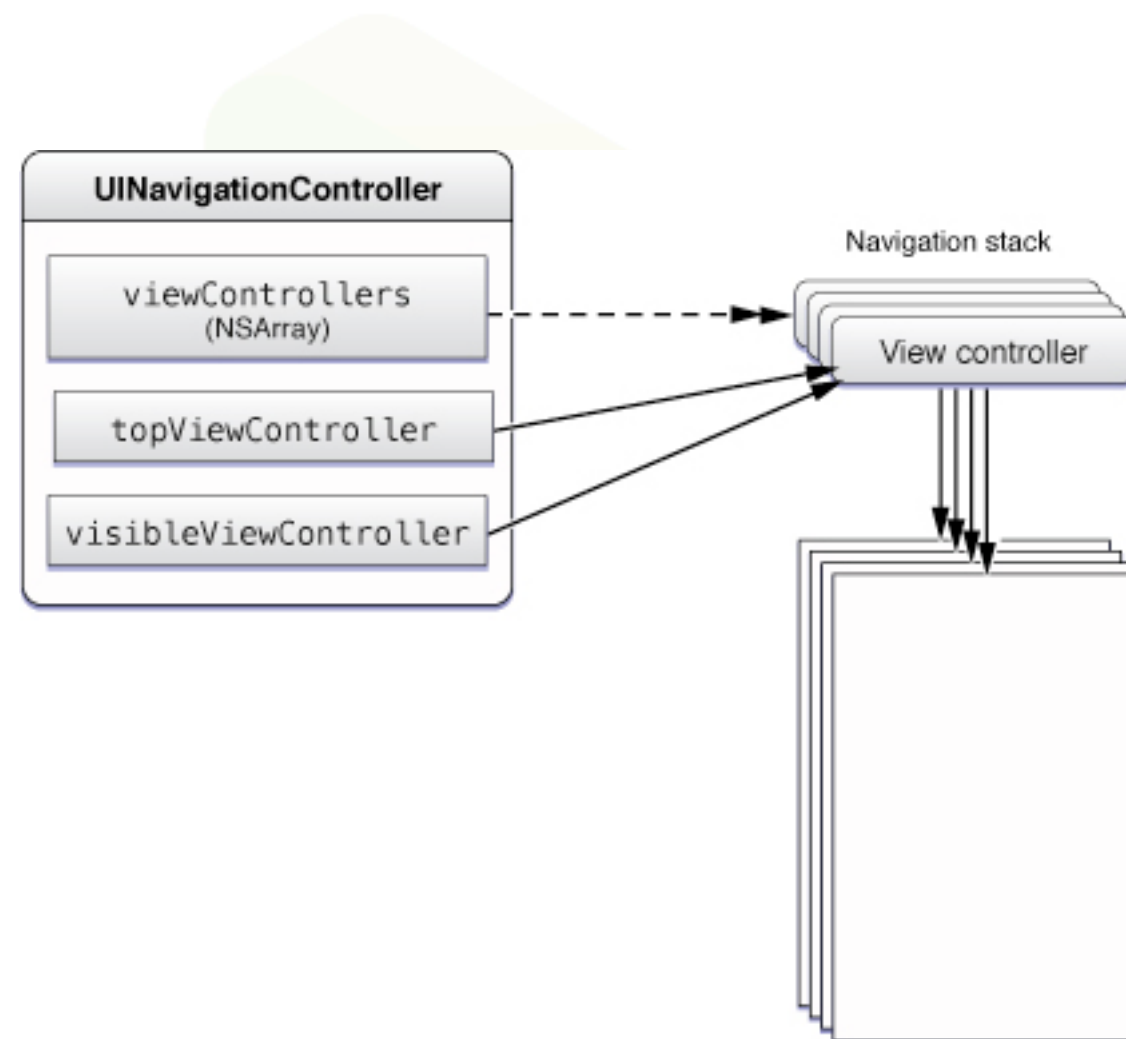 UINavigationController
viewControllers
(NSArray)
topViewController
visibleViewController
Navigation stack
View controller